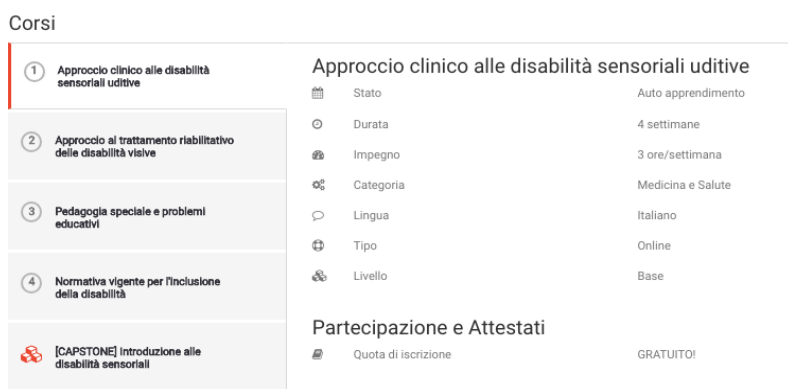 Corsi
1
Approccio clinico alle disabilità
sensoriali uditive
2
Approccio al trattamento riabilitativo
delle disabilità visive
3
Pedagogia speciale e problemi
educativi
4
Normativa vigente per l'inclusione
della disabilità
[CAPSTONE] Introduzione alle
disabilità sensoriali
Approccio clinico alle disabilità sensoriali uditive
Stato Auto apprendimento
Durata 4 settimane
Impegno 3 ore/settimana
Categoria Medicina e Salute
Lingua Italiano
Tipo Online
Livello Base
Partecipazione e Attestati
Quota di iscrizione GRATUITO!